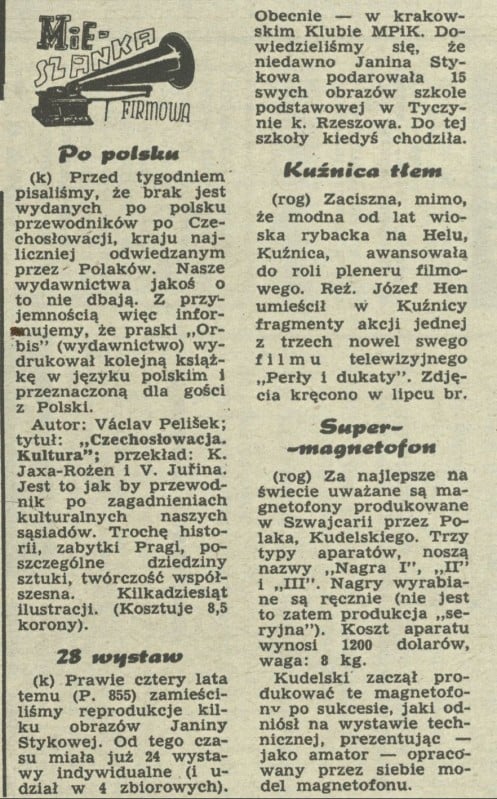 MiE-
SZANKA
FIRMOWA
Po polsku
(k) Przed tygodniem
pisaliśmy, że brak jest
wydanych po polsku
przewodników po Cze-
chosłowacji, kraju naj-
liczniej odwiedzanym
przez Polaków. Nasze
wydawnictwa jakoś o
to nie dbają. Z przy-
jemnością więc infor-
mujemy, że praski „Or-
bis" (wydawnictwo) wy-
drukował kolejną książ-
kę w języku polskim i
przeznaczoną dla gości
z Polski.
Autor: Václav Pelišek;
tytuł: „Czechosłowacja.
Kultura"; przekład: K.
Jaxa-Rożen i V. Juřina.
Jest to jak by przewod-
nik po zagadnieniach
kulturalnych naszych
sąsiadów. Trochę histo-
rii, zabytki Pragi, po-
szczególne dziedziny
sztuki, twórczość współ-
szesna. Kilkadziesiąt
ilustracji. (Kosztuje 8,5
korony).
28 wystaw
(k) Prawie cztery lata
temu (P. 855) zamieści-
liśmy reprodukcje kil-
ku obrazów Janiny
Stykowej. Od tego cza-
su miała już 24 wysta-
wy indywidualne (i u-
dział w 4 zbiorowych).
Obecnie — w krakow-
skim Klubie MPiK. Do-
wiedzieliśmy się, że
niedawno Janina Sty-
kowa podarowała 15
swych obrazów szkole
podstawowej w Tyczy-
nie k. Rzeszowa. Do tej
szkoły kiedyś chodziła.
Kuźnica tłem
(rog) Zaciszna, mimo,
że modna od lat wio-
ska rybacka na Helu,
Kuźnica, awansowała
do roli pleneru filmo-
wego. Reż. Józef Hen
umieścił w Kuźnicy
fragmenty akcji jednej
z trzech nowel swego
filmu telewizyjnego
„Perły i dukaty". Zdję-
cia kręcono w lipcu br.
Super-
-magnetofon
(rog) Za najlepsze na
świecie uważane są ma-
gnetofony produkowane
w Szwajcarii przez Po-
laka, Kudelskiego. Trzy
typy aparatów, noszą
nazwy „Nagra I", „II"
i „III". Nagry wyrabia-
ne są ręcznie (nie jest
to zatem produkcja „se-
ryjna"). Koszt aparatu
wynosi 1200 dolarów,
waga: 8 kg.
Kudelski zaczął pro-
dukować te magnetofo-
ny po sukcesie, jaki od-
niósł na wystawie tech-
nicznej, prezentując —
jako amator — opraco-
wany przez siebie mo-
del magnetofonu.